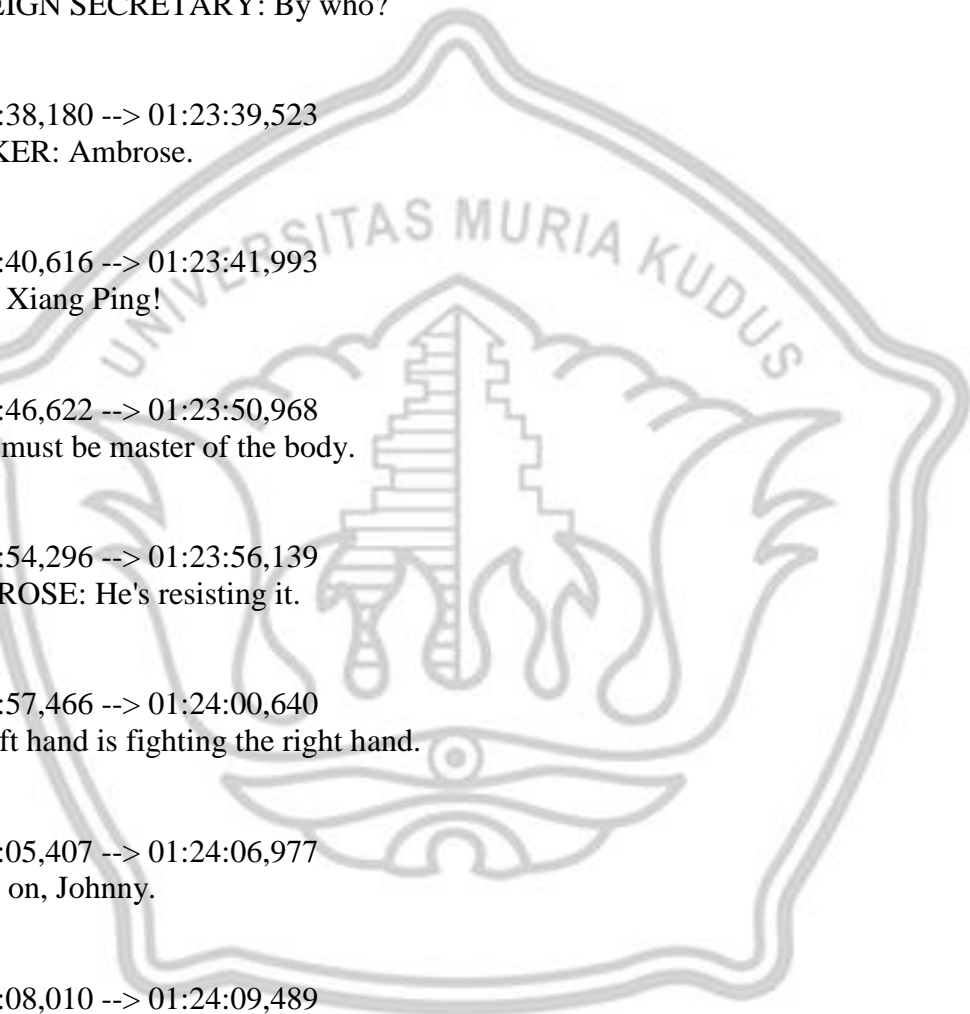 EIGN SECRETARY: By who?
:38,180 --> 01:23:39,523
KER: Ambrose.
:40,616 --> 01:23:41,993
Xiang Ping!
:46,622 --> 01:23:50,968
must be master of the body.
:54,296 --> 01:23:56,139
ROSE: He's resisting it.
:57,466 --> 01:24:00,640
ft hand is fighting the right hand.
:05,407 --> 01:24:06,977
on, Johnny.
:08,010 --> 01:24:09,489
UNIVERSITAS MURIA KUDUS